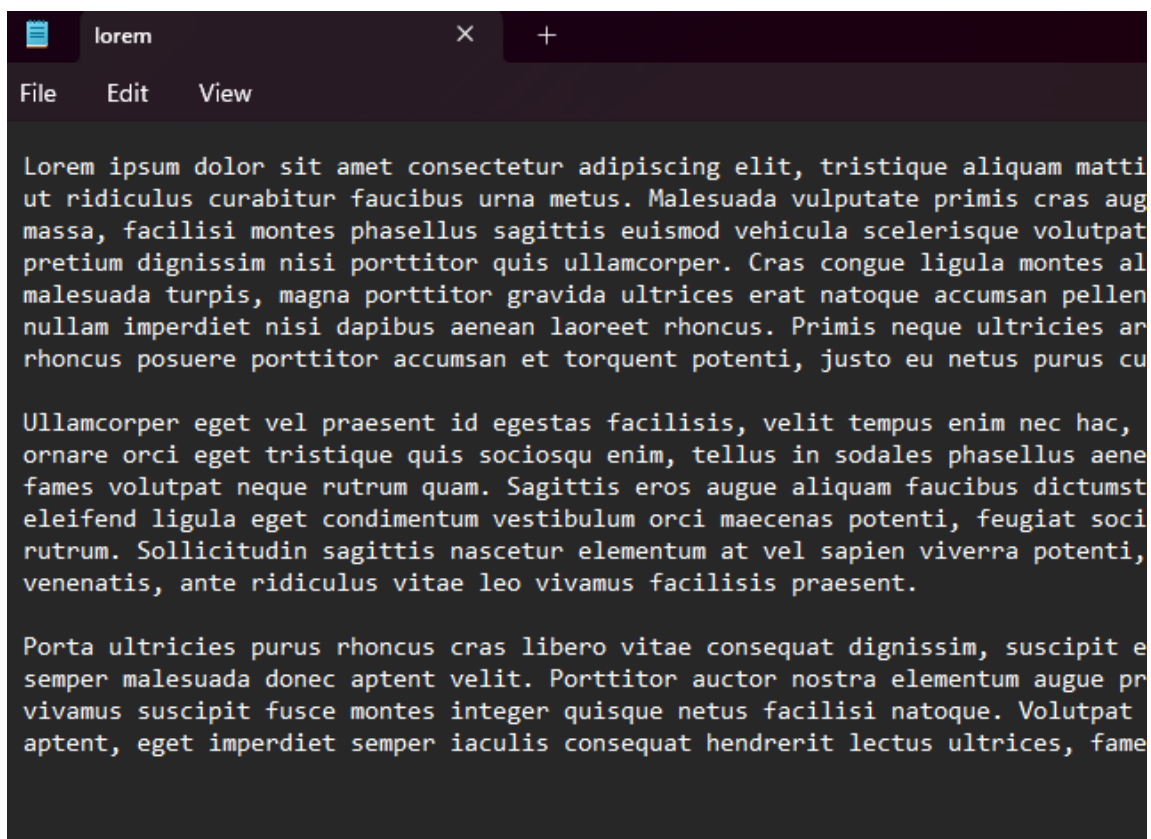 lorem
File Edit View
Lorem ipsum dolor sit amet consectetur adipiscing elit, tristique aliquam matti
ut ridiculus curabitur faucibus urna metus. Malesuada vulputate primis cras aug
massa, facilisi montes phasellus sagittis euismod vehicula scelerisque volutpat
pretium dignissim nisi porttitor quis ullamcorper. Cras congue ligula montes al
malesuada turpis, magna porttitor gravida ultrices erat natoque accumsan pellen
nullam imperdiet nisi dapibus aenean laoreet rhoncus. Primis neque ultricies ar
rhoncus posuere porttitor accumsan et torquent potenti, justo eu netus purus cu
Ullamcorper eget vel praesent id egestas facilisis, velit tempus enim nec hac,
ornare orci eget tristique quis sociosqu enim, tellus in sodales phasellus aene
fames volutpat neque rutrum quam. Sagittis eros augue aliquam faucibus dictumst
eleifend ligula eget condimentum vestibulum orci maecenas potenti, feugiat soci
rutrum. Sollicitudin sagittis nascetur elementum at vel sapien viverra potenti,
venenatis, ante ridiculus vitae leo vivamus facilisis praesent.
Porta ultricies purus rhoncus cras libero vitae consequat dignissim, suscipit e
semper malesuada donec aptent velit. Porttitor auctor nostra elementum augue pr
vivamus suscipit fusce montes integer quisque netus facilisi natoque. Volutpat
aptent, eget imperdiet semper iaculis consequat hendrerit lectus ultrices, fame